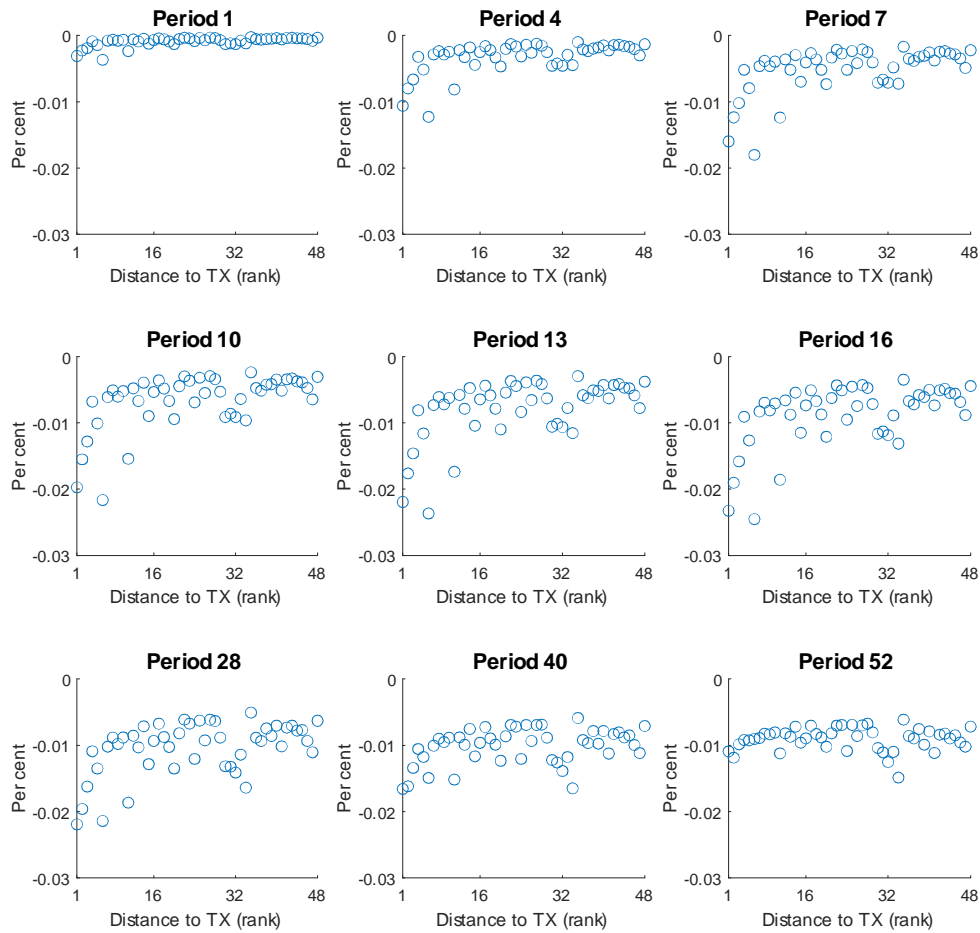 Period 1
Period 4
Period 7
0
-0.01
-0.02
-0.03
Per cent
1
16
32
48
Distance to TX (rank)
0
-0.01
-0.02
-0.03
Per cent
1
16
32
48
Distance to TX (rank)
0
-0.01
-0.02
-0.03
Per cent
1
16
32
48
Distance to TX (rank)
Period 10
Period 13
Period 16
0
-0.01
-0.02
-0.03
Per cent
1
16
32
48
Distance to TX (rank)
0
-0.01
-0.02
-0.03
Per cent
1
16
32
48
Distance to TX (rank)
0
-0.01
-0.02
-0.03
Per cent
1
16
32
48
Distance to TX (rank)
Period 28
Period 40
Period 52
0
-0.01
-0.02
-0.03
Per cent
1
16
32
48
Distance to TX (rank)
0
-0.01
-0.02
-0.03
Per cent
1
16
32
48
Distance to TX (rank)
0
-0.01
-0.02
-0.03
Per cent
1
16
32
48
Distance to TX (rank)